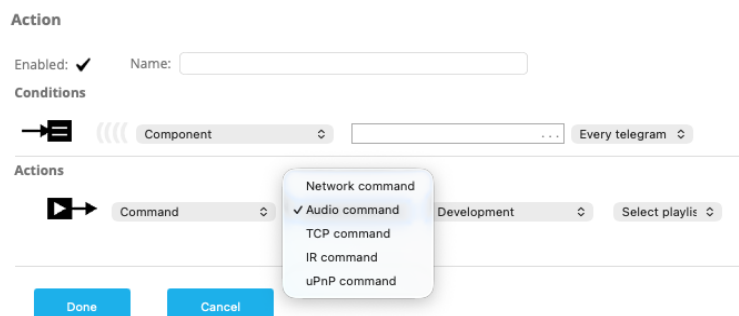 Action
Enabled: Name:
Conditions
Component ... Every telegram
Actions
Network command
Command ✓ Audio command Development Select playlis
TCP command
IR command
uPnP command
Done Cancel